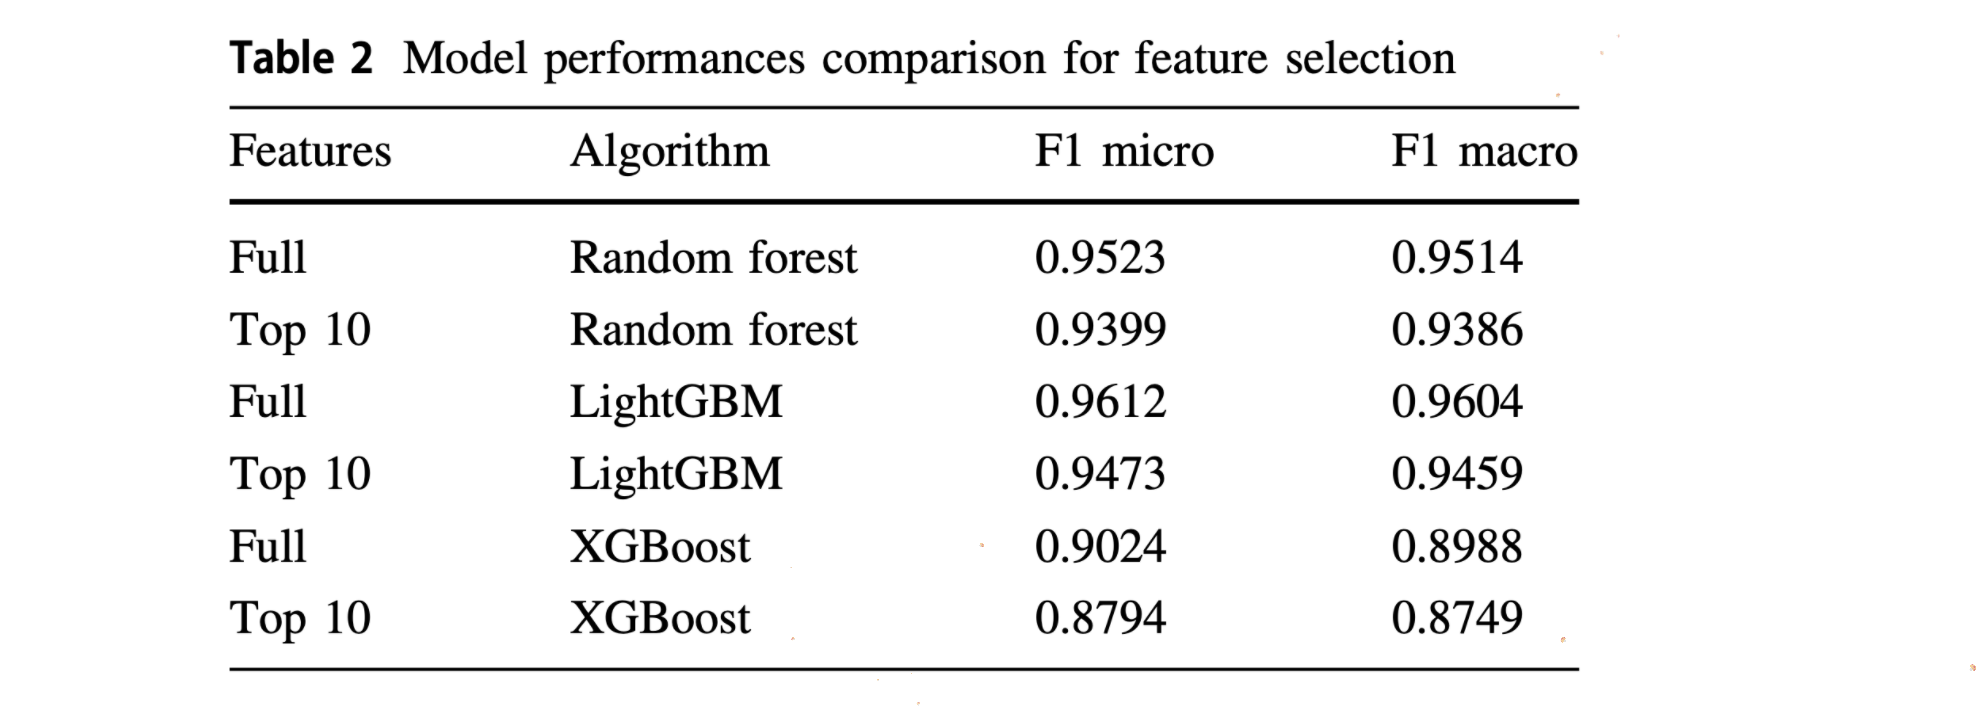 Table 2 Model performances comparison for feature selection
Features Algorithm F1 micro F1 macro
Full Random forest 0.9523 0.9514
Top 10 Random forest 0.9399 0.9386
Full LightGBM 0.9612 0.9604
Top 10 LightGBM 0.9473 0.9459
Full XGBoost 0.9024 0.8988
Top 10 XGBoost 0.8794 0.8749